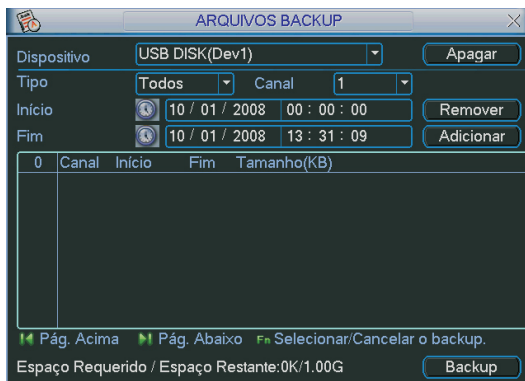 ARQUIVOS BACKUP
Dispositivo USB DISK(Dev1) Apagar
Tipo Todos Canal 1
Início 10 / 01 / 2008 00 : 00 : 00 Remover
Fim 10 / 01 / 2008 13 : 31 : 09 Adicionar
0 Canal Início Fim Tamanho(KB)
Pág. Acima Pág. Abaixo Fn Selecionar/Cancelar o backup.
Espaço Requerido / Espaço Restante:0K/1.00G Backup